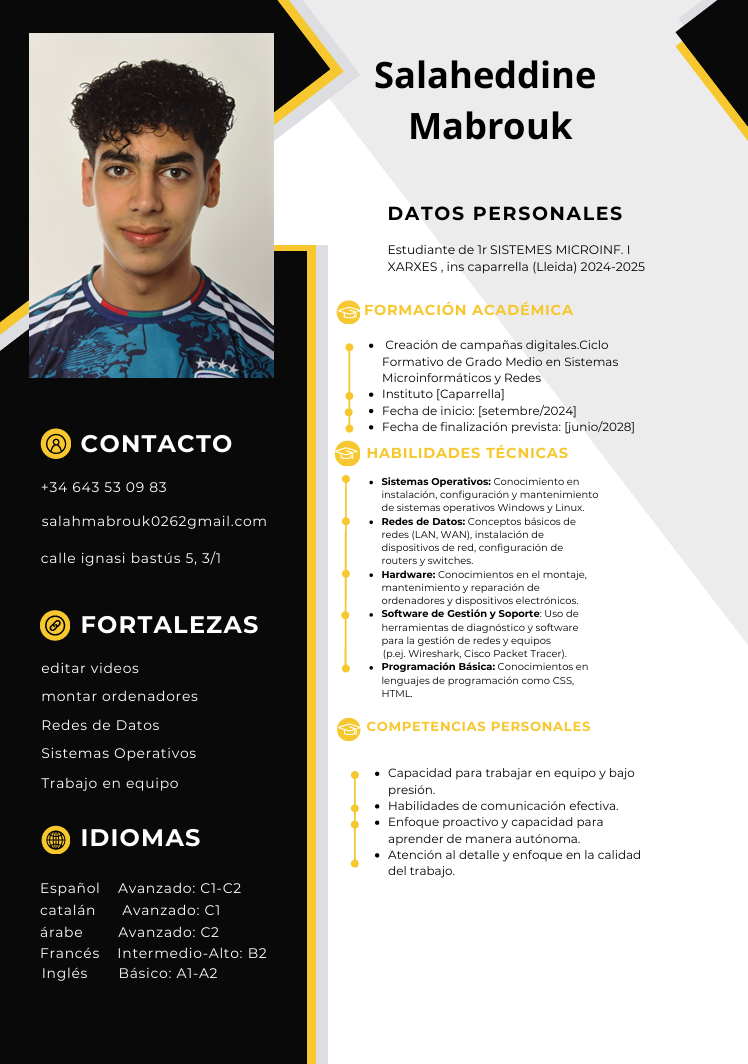 Salaheddine
Mabrouk
DATOS PERSONALES
Estudiante de 1r SISTEMES MICROINF. I
XARXES , ins caparrella (Lleida) 2024-2025
FORMACIÓN ACADÉMICA
• Creación de campañas digitales.Ciclo
Formativo de Grado Medio en Sistemas
Microinformáticos y Redes
• Instituto [Caparrella]
• Fecha de inicio: [setembre/2024]
• Fecha de finalización prevista: [junio/2028]
HABILIDADES TÉCNICAS
• Sistemas Operativos: Conocimiento en
instalación, configuración y mantenimiento
de sistemas operativos Windows y Linux.
• Redes de Datos: Conceptos básicos de
redes (LAN, WAN), instalación de
dispositivos de red, configuración de
routers y switches.
• Hardware: Conocimientos en el montaje,
mantenimiento y reparación de
ordenadores y dispositivos electrónicos.
• Software de Gestión y Soporte: Uso de
herramientas de diagnóstico y software
para la gestión de redes y equipos
(p.ej. Wireshark, Cisco Packet Tracer).
• Programación Básica: Conocimientos en
lenguajes de programación como CSS,
HTML.
COMPETENCIAS PERSONALES
• Capacidad para trabajar en equipo y bajo
presión.
• Habilidades de comunicación efectiva.
• Enfoque proactivo y capacidad para
aprender de manera autónoma.
• Atención al detalle y enfoque en la calidad
del trabajo.
CONTACTO
+34 643 53 09 83
salahmabrouk0262gmail.com
calle ignasi bastús 5, 3/1
FORTALEZAS
editar videos
montar ordenadores
Redes de Datos
Sistemas Operativos
Trabajo en equipo
IDIOMAS
Español Avanzado: C1-C2
catalán Avanzado: C1
árabe Avanzado: C2
Francés Intermedio-Alto: B2
Inglés Básico: A1-A2